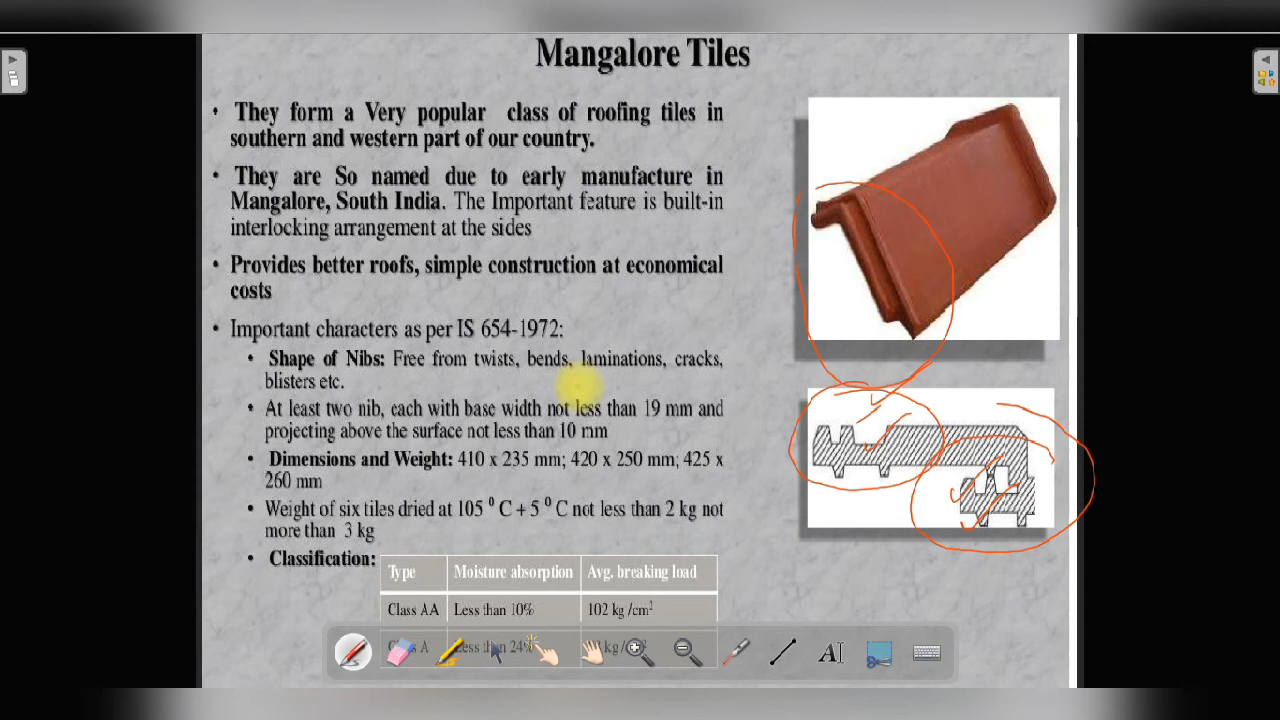 Mangalore Tiles
• They form a Very popular class of roofing tiles in
southern and western part of our country.
• They are So named due to early manufacture in
Mangalore, South India. The Important feature is built-in
interlocking arrangement at the sides
• Provides better roofs, simple construction at economical
costs
• Important characters as per IS 654-1972:
• Shape of Nibs: Free from twists, bends, laminations, cracks,
blisters etc.
• At least two nib, each with base width not less than 19 mm and
projecting above the surface not less than 10 mm
• Dimensions and Weight: 410 x 235 mm; 420 x 250 mm; 425 x
260 mm
• Weight of six tiles dried at 105 ⁰ C + 5 ⁰ C not less than 2 kg not
more than 3 kg
• Classification:
Type Moisture absorption Avg. breaking load
Class AA Less than 10% 102 kg /cm²
A Less than 24% kg /